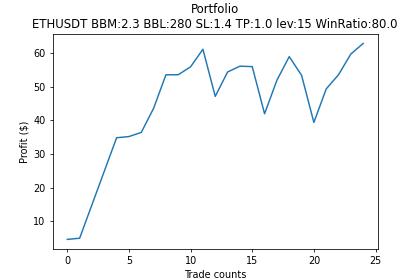 Portfolio
ETHUSDT BBM:2.3 BBL:280 SL:1.4 TP:1.0 lev:15 WinRatio:80.0
Profit ($)
60
50
40
30
20
10
0 5 10 15 20 25
Trade counts